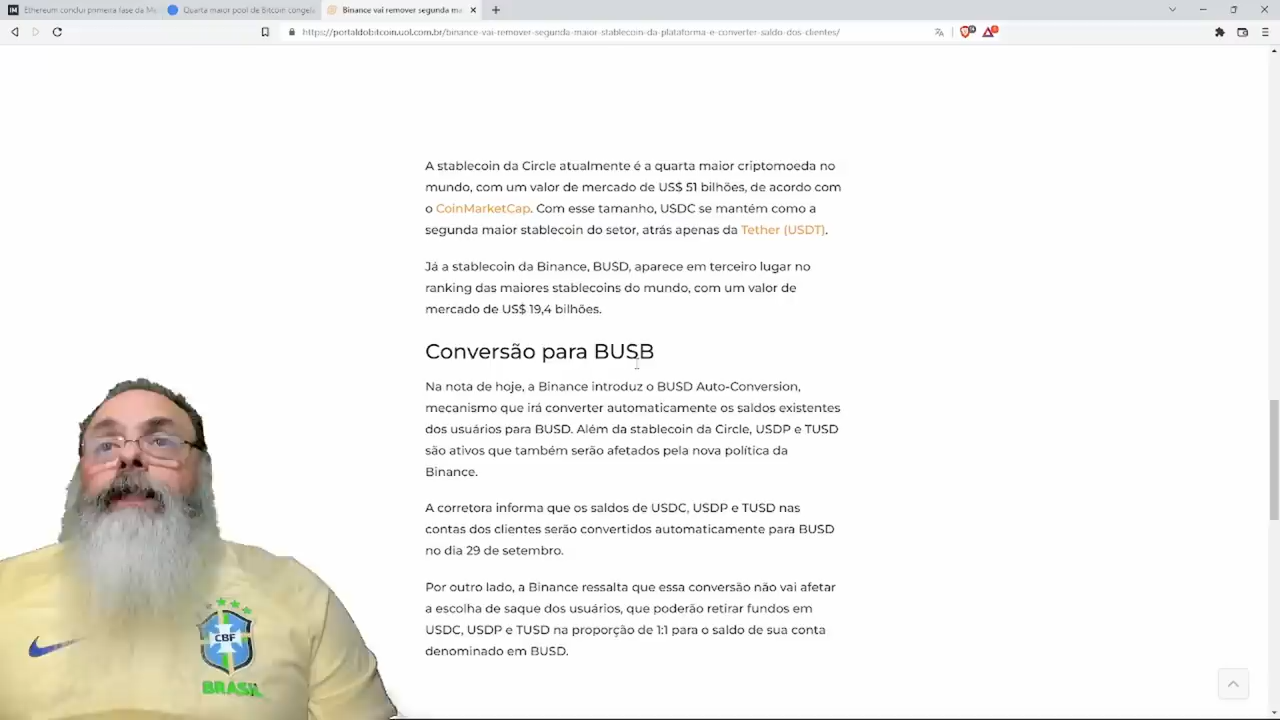 Ethereum conclui primeira fase da M
Quarta maior pool de Bitcoin congela
Binance vai remover segunda ma
https://portaldobitcoin.uol.com.br/binance-vai-remover-segunda-maior-stablecoin-da-plataforma-e-converter-saldo-dos-clientes/
A stablecoin da Circle atualmente é a quarta maior criptomoeda no
mundo, com um valor de mercado de US$ 51 bilhões, de acordo com
o CoinMarketCap. Com esse tamanho, USDC se mantém como a
segunda maior stablecoin do setor, atrás apenas da Tether (USDT).
Já a stablecoin da Binance, BUSD, aparece em terceiro lugar no
ranking das maiores stablecoins do mundo, com um valor de
mercado de US$ 19,4 bilhões.
Conversão para BUSB
Na nota de hoje, a Binance introduz o BUSD Auto-Conversion,
mecanismo que irá converter automaticamente os saldos existentes
dos usuários para BUSD. Além da stablecoin da Circle, USDP e TUSD
são ativos que também serão afetados pela nova política da
Binance.
A corretora informa que os saldos de USDC, USDP e TUSD nas
contas dos clientes serão convertidos automaticamente para BUSD
no dia 29 de setembro.
Por outro lado, a Binance ressalta que essa conversão não vai afetar
a escolha de saque dos usuários, que poderão retirar fundos em
USDC, USDP e TUSD na proporção de 1:1 para o saldo de sua conta
denominado em BUSD.
CBF
BRASIL